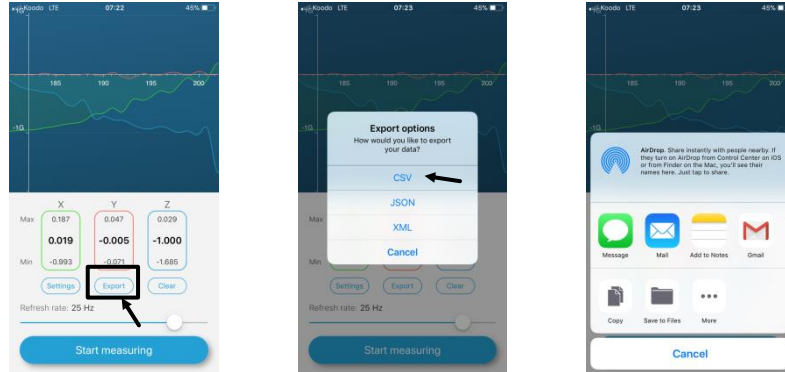 Koodo LTE 07:22 45%
-1G
185 190 195 200
-1G
X Y Z
Max 0.187 0.047 0.029
0.019 -0.005 -1.000
Min -0.993 -0.071 -1.685
Settings Export Clear
Refresh rate: 25 Hz
Start measuring
Koodo LTE 07:23 45%
185 190 195 200
-1G
Export options
How would you like to export
your data?
CSV
JSON
XML
Cancel
Max
Min
Settings Export Clear
Refresh rate: 25 Hz
Start measuring
Koodo LTE 07:23 45%
185 190 195 200
AirDrop. Share instantly with people nearby. If
they turn on AirDrop from Control Center on iOS
or from Finder on the Mac, you'll see their
names here. Just tap to share.
Message Mail Add to Notes Gmail
Copy Save to Files More
Cancel